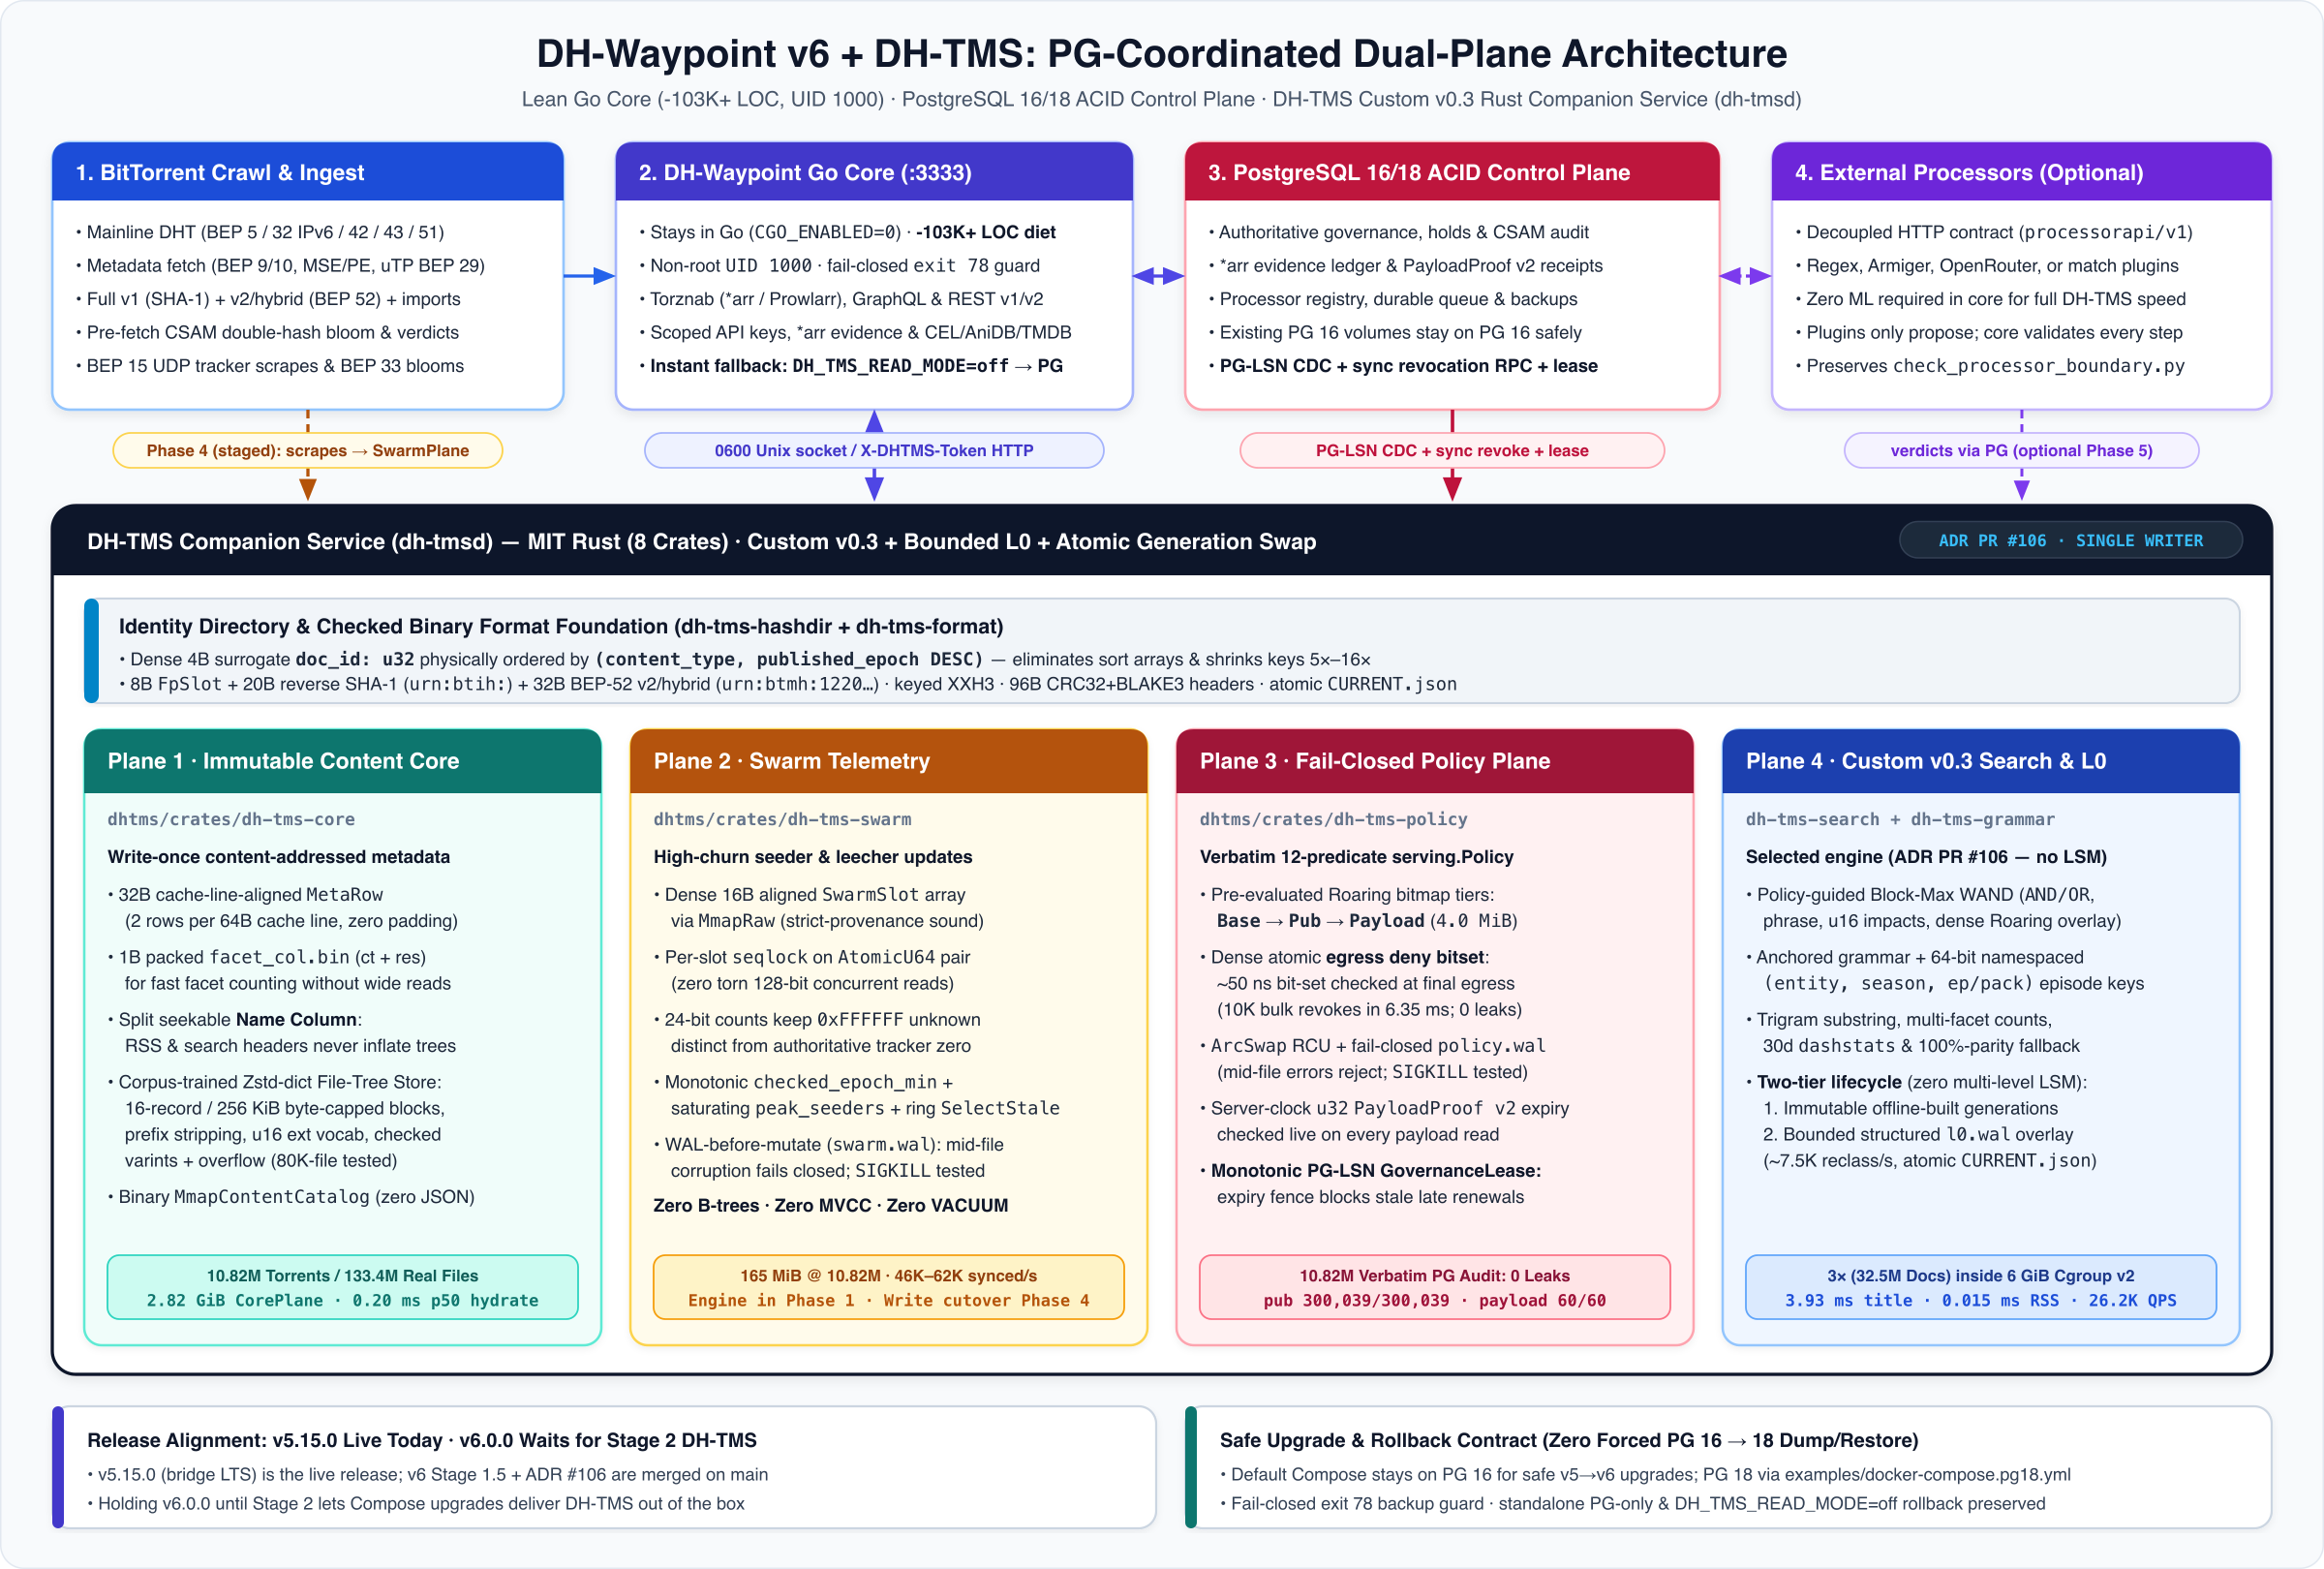 DH-Waypoint v6 + DH-TMS: PG-Coordinated Dual-Plane Architecture
Lean Go Core (-103K+ LOC, UID 1000) · PostgreSQL 16/18 ACID Control Plane · DH-TMS Custom v0.3 Rust Companion Service (dh-tmsd)
1. BitTorrent Crawl & Ingest
• Mainline DHT (BEP 5 / 32 IPv6 / 42 / 43 / 51)
• Metadata fetch (BEP 9/10, MSE/PE, uTP BEP 29)
• Full v1 (SHA-1) + v2/hybrid (BEP 52) + imports
• Pre-fetch CSAM double-hash bloom & verdicts
• BEP 15 UDP tracker scrapes & BEP 33 blooms
2. DH-Waypoint Go Core (:3333)
• Stays in Go (CGO_ENABLED=0) · -103K+ LOC diet
• Non-root UID 1000 · fail-closed exit 78 guard
• Torznab (*arr / Prowlarr), GraphQL & REST v1/v2
• Scoped API keys, *arr evidence & CEL/AniDB/TMDB
• Instant fallback: DH_TMS_READ_MODE=off → PG
3. PostgreSQL 16/18 ACID Control Plane
• Authoritative governance, holds & CSAM audit
• *arr evidence ledger & PayloadProof v2 receipts
• Processor registry, durable queue & backups
• Existing PG 16 volumes stay on PG 16 safely
• PG-LSN CDC + sync revocation RPC + lease
4. External Processors (Optional)
• Decoupled HTTP contract (processorapi/v1)
• Regex, Armiger, OpenRouter, or match plugins
• Zero ML required in core for full DH-TMS speed
• Plugins only propose; core validates every step
• Preserves check_processor_boundary.py
Phase 4 (staged): scrapes → SwarmPlane
0600 Unix socket / X-DHTMS-Token HTTP
PG-LSN CDC + sync revoke + lease
verdicts via PG (optional Phase 5)
DH-TMS Companion Service (dh-tmsd) — MIT Rust (8 Crates) · Custom v0.3 + Bounded L0 + Atomic Generation Swap
ADR PR #106 · SINGLE WRITER
Identity Directory & Checked Binary Format Foundation (dh-tms-hashdir + dh-tms-format)
• Dense 4B surrogate doc_id: u32 physically ordered by (content_type, published_epoch DESC) — eliminates sort arrays & shrinks keys 5×–16×
• 8B FpSlot + 20B reverse SHA-1 (urn:btih:) + 32B BEP-52 v2/hybrid (urn:btmh:1220…) · keyed XXH3 · 96B CRC32+BLAKE3 headers · atomic CURRENT.json
Plane 1 · Immutable Content Core
dhtms/crates/dh-tms-core
Write-once content-addressed metadata
• 32B cache-line-aligned MetaRow
(2 rows per 64B cache line, zero padding)
• 1B packed facet_col.bin (ct + res)
for fast facet counting without wide reads
• Split seekable Name Column:
RSS & search headers never inflate trees
• Corpus-trained Zstd-dict File-Tree Store:
16-record / 256 KiB byte-capped blocks,
prefix stripping, u16 ext vocab, checked
varints + overflow (80K-file tested)
• Binary MmapContentCatalog (zero JSON)
10.82M Torrents / 133.4M Real Files
2.82 GiB CorePlane · 0.20 ms p50 hydrate
Plane 2 · Swarm Telemetry
dhtms/crates/dh-tms-swarm
High-churn seeder & leecher updates
• Dense 16B aligned SwarmSlot array
via MmapRaw (strict-provenance sound)
• Per-slot seqlock on AtomicU64 pair
(zero torn 128-bit concurrent reads)
• 24-bit counts keep 0xFFFFFF unknown
distinct from authoritative tracker zero
• Monotonic checked_epoch_min +
saturating peak_seeders + ring SelectStale
• WAL-before-mutate (swarm.wal): mid-file
corruption fails closed; SIGKILL tested
Zero B-trees · Zero MVCC · Zero VACUUM
165 MiB @ 10.82M · 46K–62K synced/s
Engine in Phase 1 · Write cutover Phase 4
Plane 3 · Fail-Closed Policy Plane
dhtms/crates/dh-tms-policy
Verbatim 12-predicate serving.Policy
• Pre-evaluated Roaring bitmap tiers:
Base → Pub → Payload (4.0 MiB)
• Dense atomic egress deny bitset:
~50 ns bit-set checked at final egress
(10K bulk revokes in 6.35 ms; 0 leaks)
• ArcSwap RCU + fail-closed policy.wal
(mid-file errors reject; SIGKILL tested)
• Server-clock u32 PayloadProof v2 expiry
checked live on every payload read
• Monotonic PG-LSN GovernanceLease:
expiry fence blocks stale late renewals
10.82M Verbatim PG Audit: 0 Leaks
pub 300,039/300,039 · payload 60/60
Plane 4 · Custom v0.3 Search & L0
dh-tms-search + dh-tms-grammar
Selected engine (ADR PR #106 — no LSM)
• Policy-guided Block-Max WAND (AND/OR,
phrase, u16 impacts, dense Roaring overlay)
• Anchored grammar + 64-bit namespaced
(entity, season, ep/pack) episode keys
• Trigram substring, multi-facet counts,
30d dashstats & 100%-parity fallback
• Two-tier lifecycle (zero multi-level LSM):
1. Immutable offline-built generations
2. Bounded structured l0.wal overlay
(~7.5K reclass/s, atomic CURRENT.json)
3× (32.5M Docs) inside 6 GiB Cgroup v2
3.93 ms title · 0.015 ms RSS · 26.2K QPS
Release Alignment: v5.15.0 Live Today · v6.0.0 Waits for Stage 2 DH-TMS
• v5.15.0 (bridge LTS) is the live release; v6 Stage 1.5 + ADR #106 are merged on main
• Holding v6.0.0 until Stage 2 lets Compose upgrades deliver DH-TMS out of the box
Safe Upgrade & Rollback Contract (Zero Forced PG 16 → 18 Dump/Restore)
• Default Compose stays on PG 16 for safe v5→v6 upgrades; PG 18 via examples/docker-compose.pg18.yml
• Fail-closed exit 78 backup guard · standalone PG-only & DH_TMS_READ_MODE=off rollback preserved